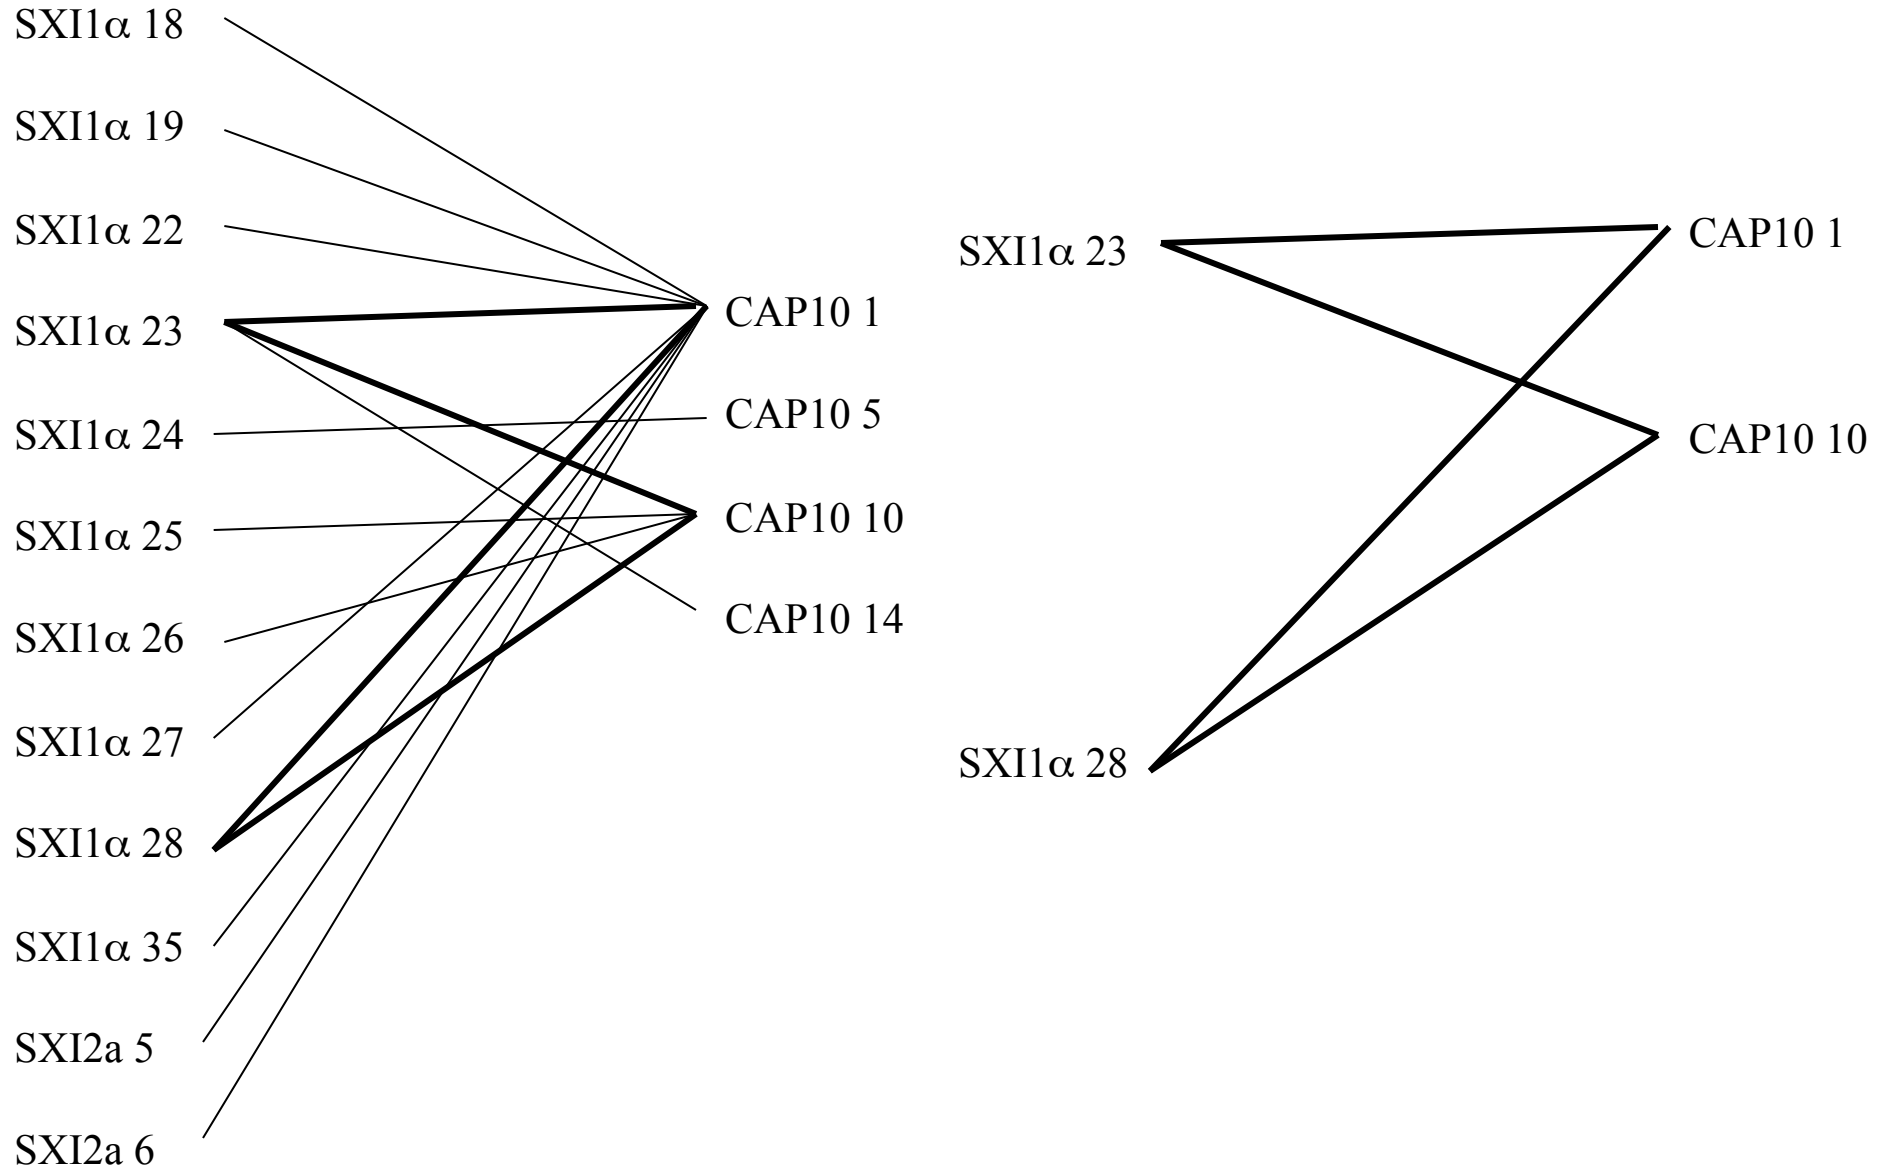 SXI1α 18
SXI1α 19
SXI1α 22
SXI1α 23
SXI1α 24
SXI1α 25
SXI1α 26
SXI1α 27
SXI1α 28
SXI1α 35
SXI2a 5
SXI2a 6
CAP10 1
CAP10 5
CAP10 10
CAP10 14
SXI1α 23
SXI1α 28
CAP10 1
CAP10 10